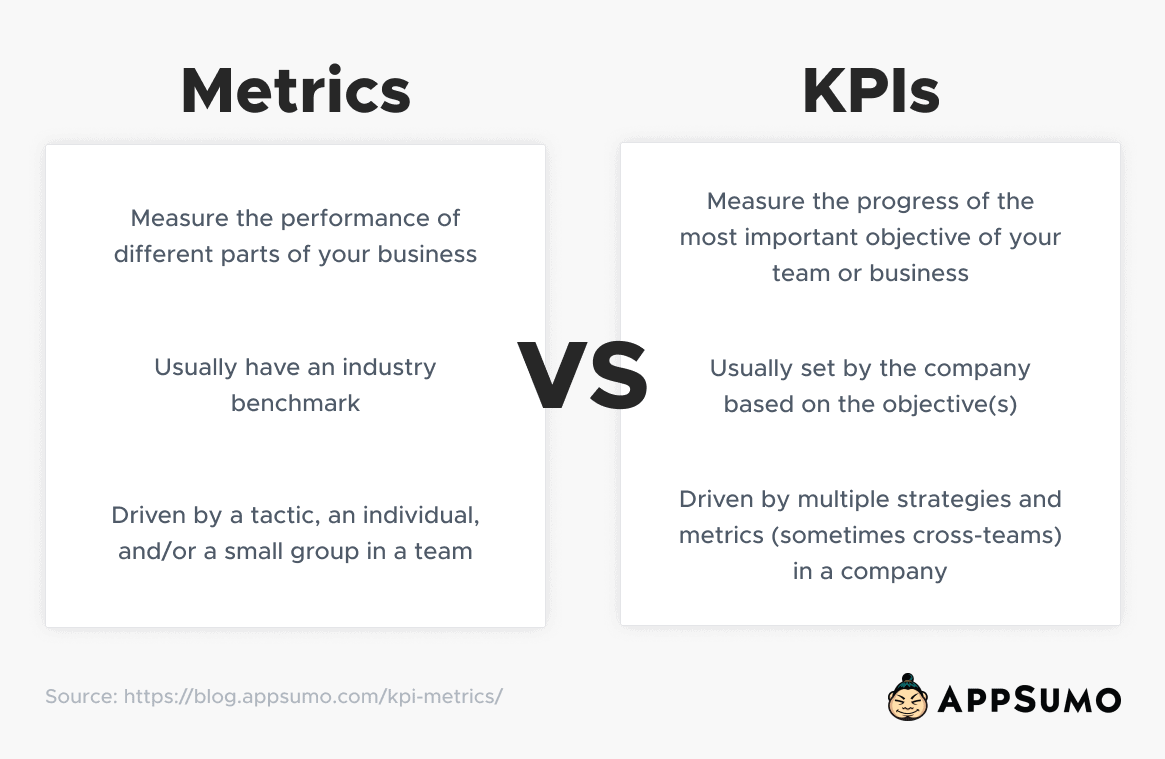 Metrics
KPIs
Measure the performance of
different parts of your business
Usually have an industry
benchmark
Driven by a tactic, an individual,
and/or a small group in a team
VS
Measure the progress of the
most important objective of your
team or business
Usually set by the company
based on the objective(s)
Driven by multiple strategies and
metrics (sometimes cross-teams)
in a company
Source: https://blog.appsumo.com/kpi-metrics/
APPSUMO